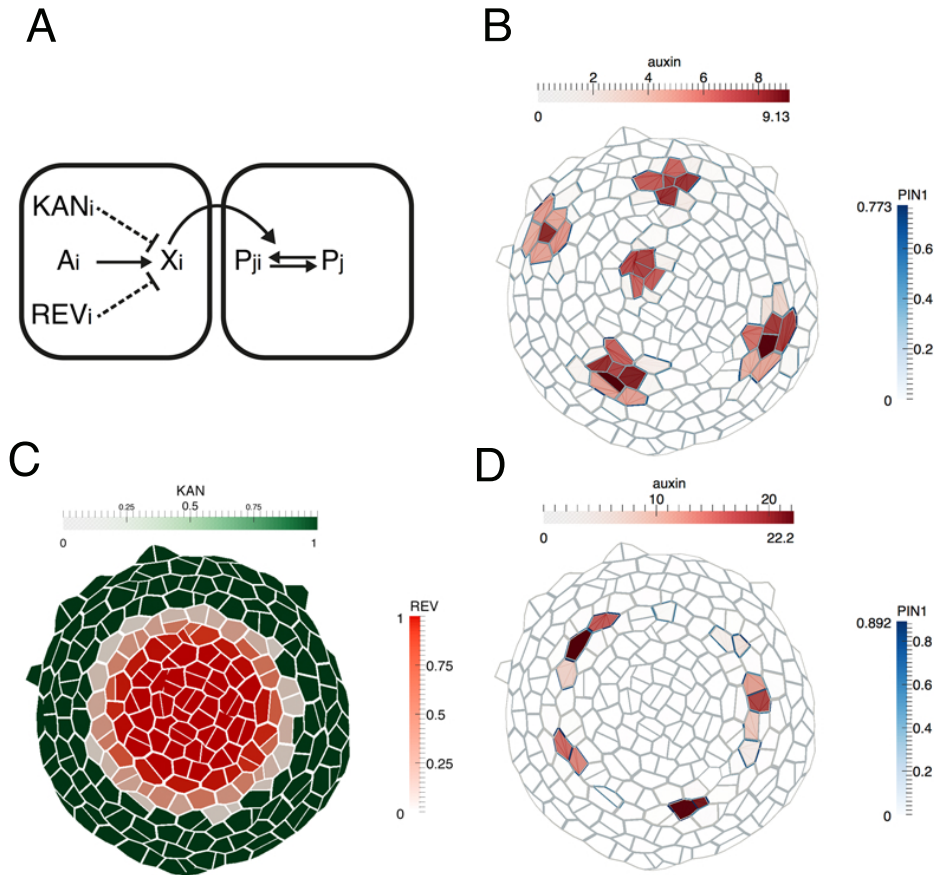 A
KANi
Ai
Xi
REVi
Pji
Pj
B
auxin
2 4 6 8
0 9.13
PIN1
0.773
0.6
0.4
0.2
0
C
KAN
0.25 0.5 0.75
0 1
REV
1
0.75
0.5
0.25
0
D
auxin
10 20
0 22.2
PIN1
0.892
0.8
0.6
0.4
0.2
0